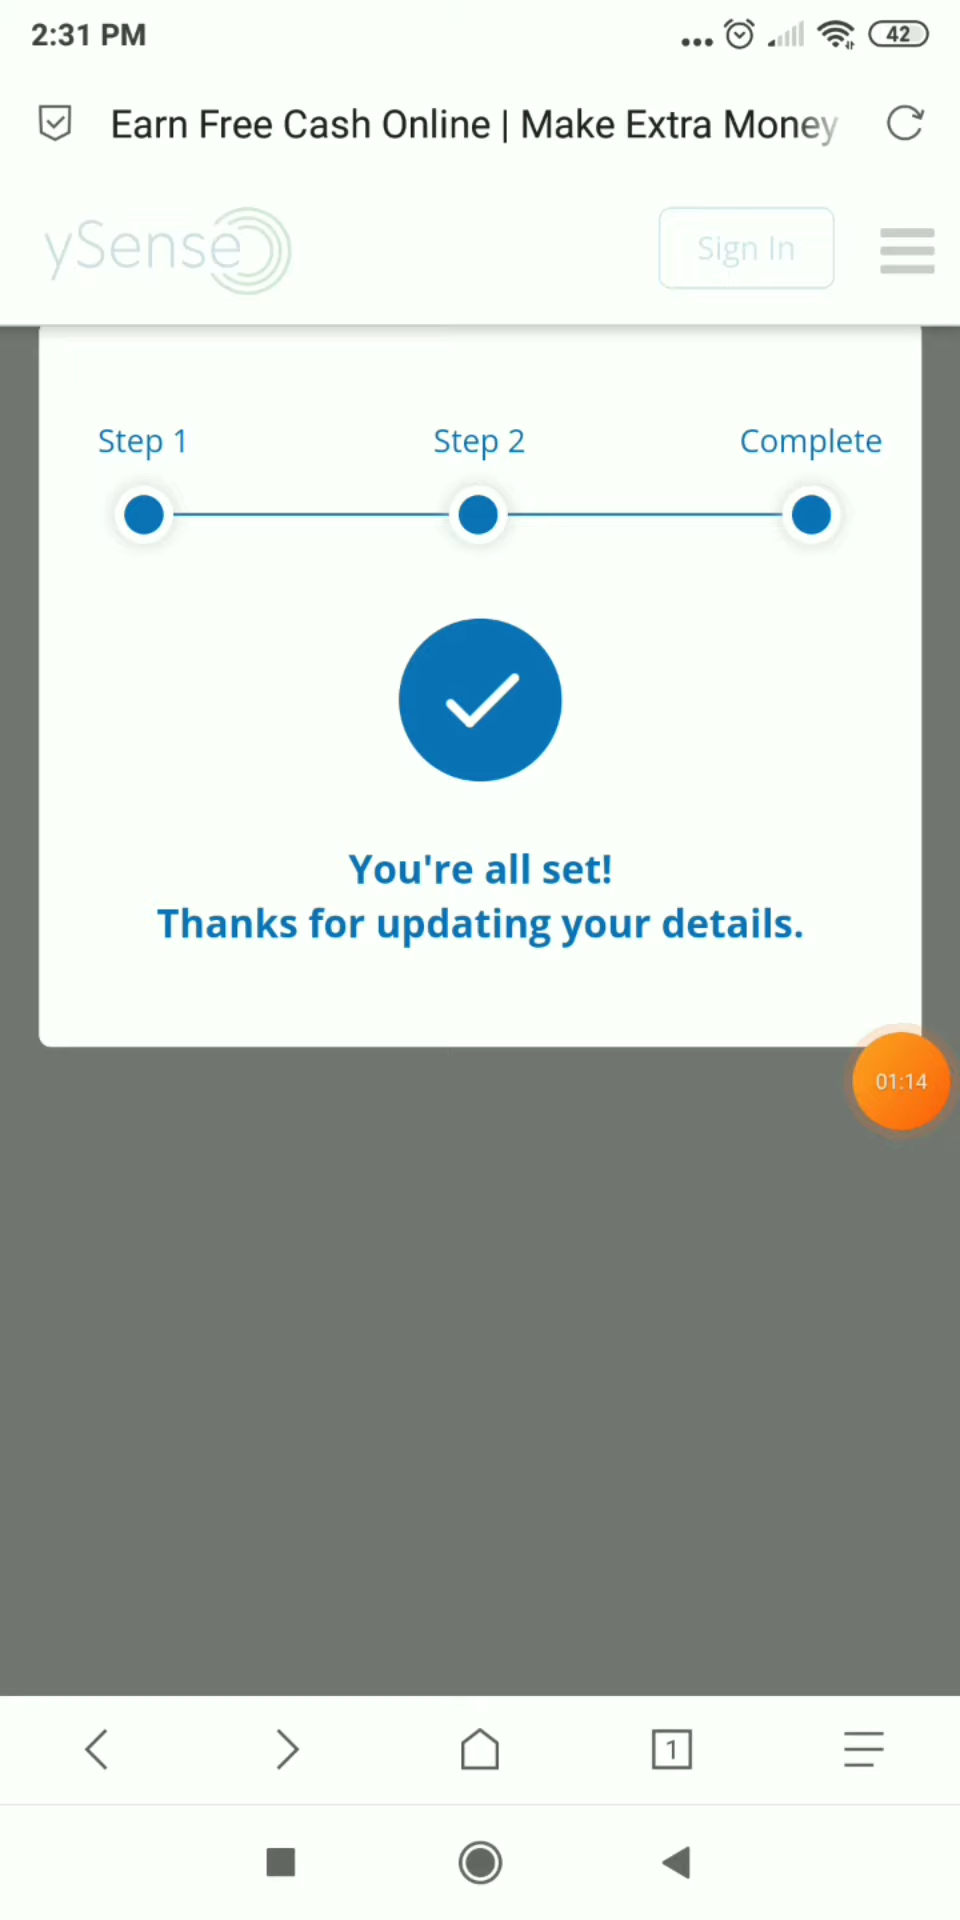 2:31 PM
42
Earn Free Cash Online | Make Extra Money
ySense
Sign In
Step 1
Step 2
Complete
You're all set!
Thanks for updating your details.
01:14
1